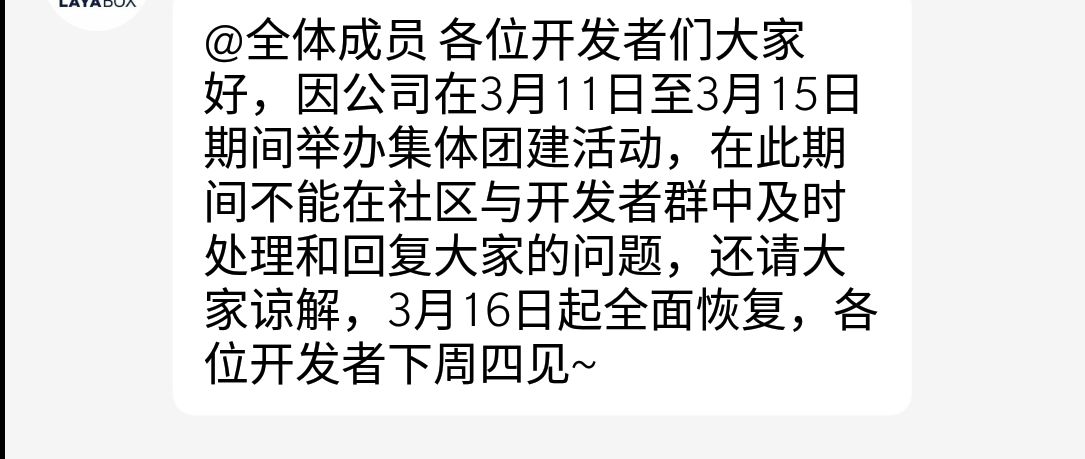 LAYABOX
@全体成员 各位开发者们大家
好，因公司在3月11日至3月15日
期间举办集体团建活动，在此期
间不能在社区与开发者群中及时
处理和回复大家的问题，还请大
家谅解，3月16日起全面恢复，各
位开发者下周四见~